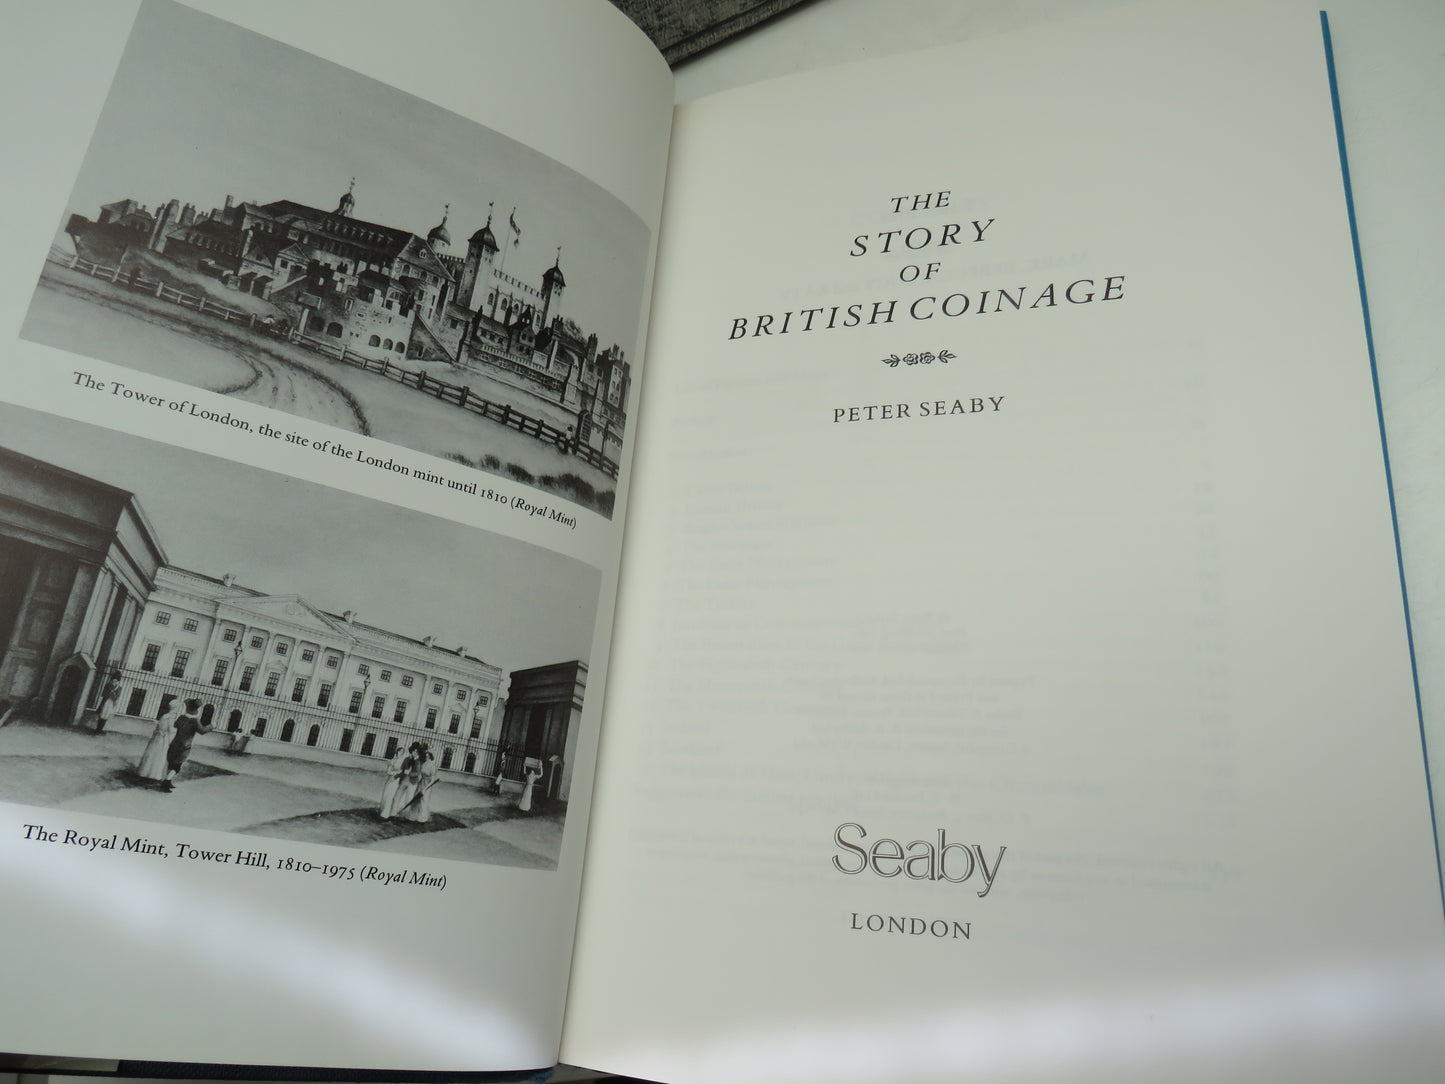 The Tower of London, the site of the London mint until 1810 (Royal Mint)
The Royal Mint, Tower Hill, 1810–1975 (Royal Mint)
THE
STORY
OF
BRITISH COINAGE
PETER SEABY
Seaby
LONDON